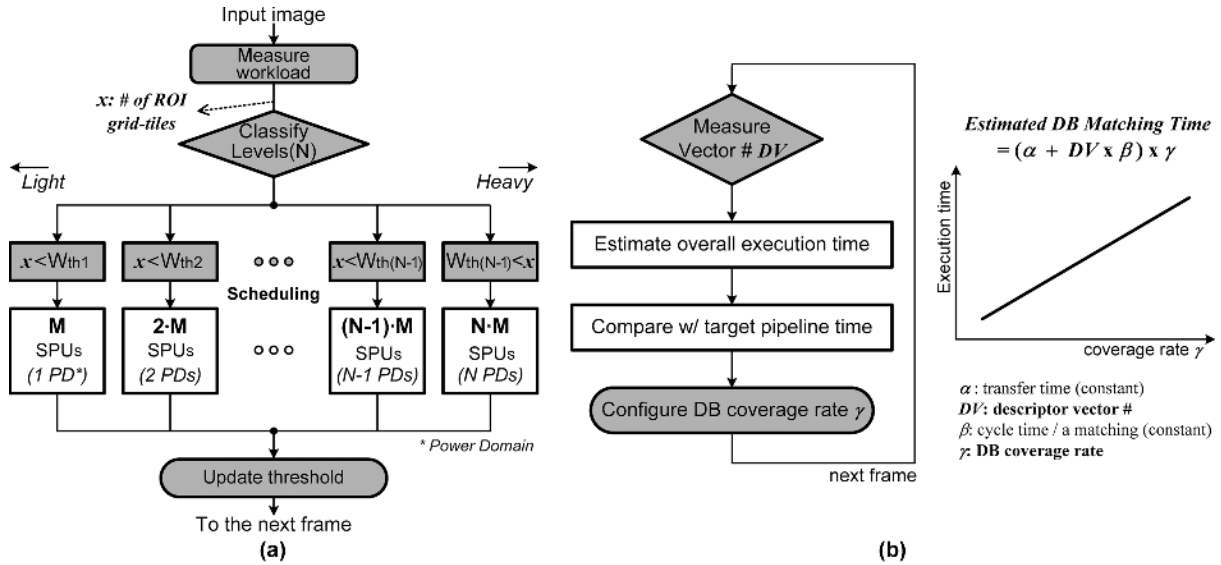 Input image
Measure
workload
x: # of ROI
grid-tiles
Classify
Levels(N)
Light
Heavy
x<Wth1
x<Wth2
x<Wth(N-1)
Wth(N-1)<x
Scheduling
M
SPUs
(1 PD*)
2·M
SPUs
(2 PDs)
(N-1)·M
SPUs
(N-1 PDs)
N·M
SPUs
(N PDs)
* Power Domain
Update threshold
To the next frame
(a)
Measure
Vector # DV
Estimate overall execution time
Compare w/ target pipeline time
Configure DB coverage rate γ
next frame
Estimated DB Matching Time
= (α + DV x β) x γ
Execution time
coverage rate γ
α : transfer time (constant)
DV: descriptor vector #
β: cycle time / a matching (constant)
γ: DB coverage rate
(b)